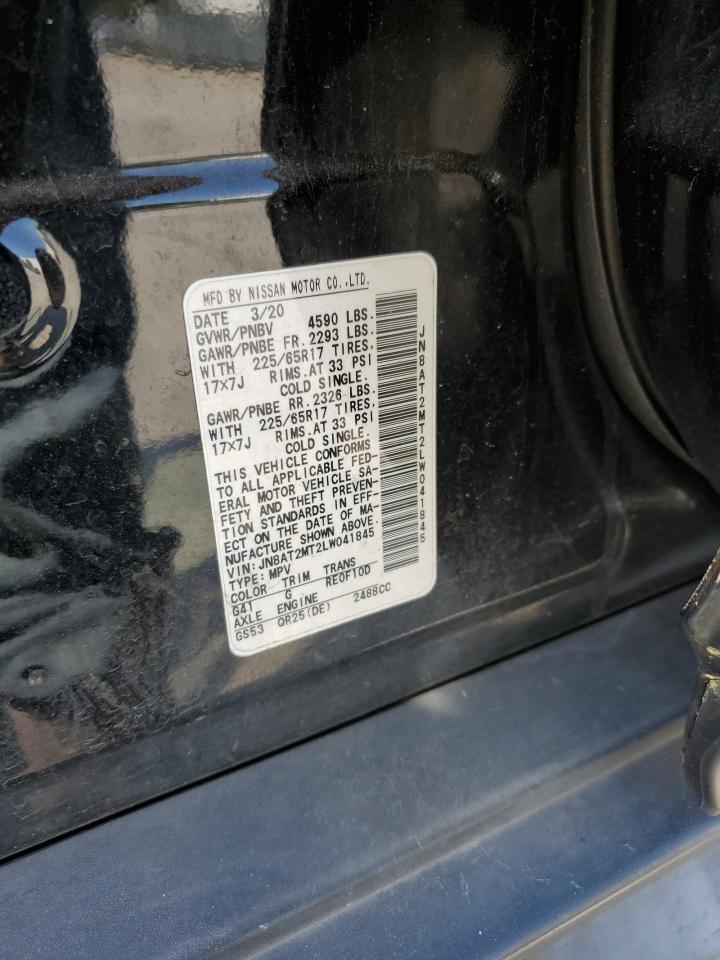 MFD BY NISSAN MOTOR CO.,LTD.
DATE 3/20
GVWR/PNBV 4590 LBS.
GAWR/PNBE FR. 2293 LBS.
WITH 225/65R17 TIRES.
17X7J RIMS.AT 33 PSI
COLD SINGLE.
GAWR/PNBE RR. 2326 LBS.
WITH 225/65R17 TIRES.
17X7J RIMS.AT 33 PSI
COLD SINGLE.
THIS VEHICLE CONFORMS
TO ALL APPLICABLE FED-
ERAL MOTOR VEHICLE SA-
FETY AND THEFT PREVEN-
TION STANDARDS IN EFF-
ECT ON THE DATE OF MA-
NUFACTURE SHOWN ABOVE.
VIN: JN8AT2MT2LW041845
TYPE: MPV
COLOR TRIM TRANS
G41 G RE0F10D
AXLE ENGINE
GS53 QR25(DE) 2488CC
JN8AT2MT2LW041845